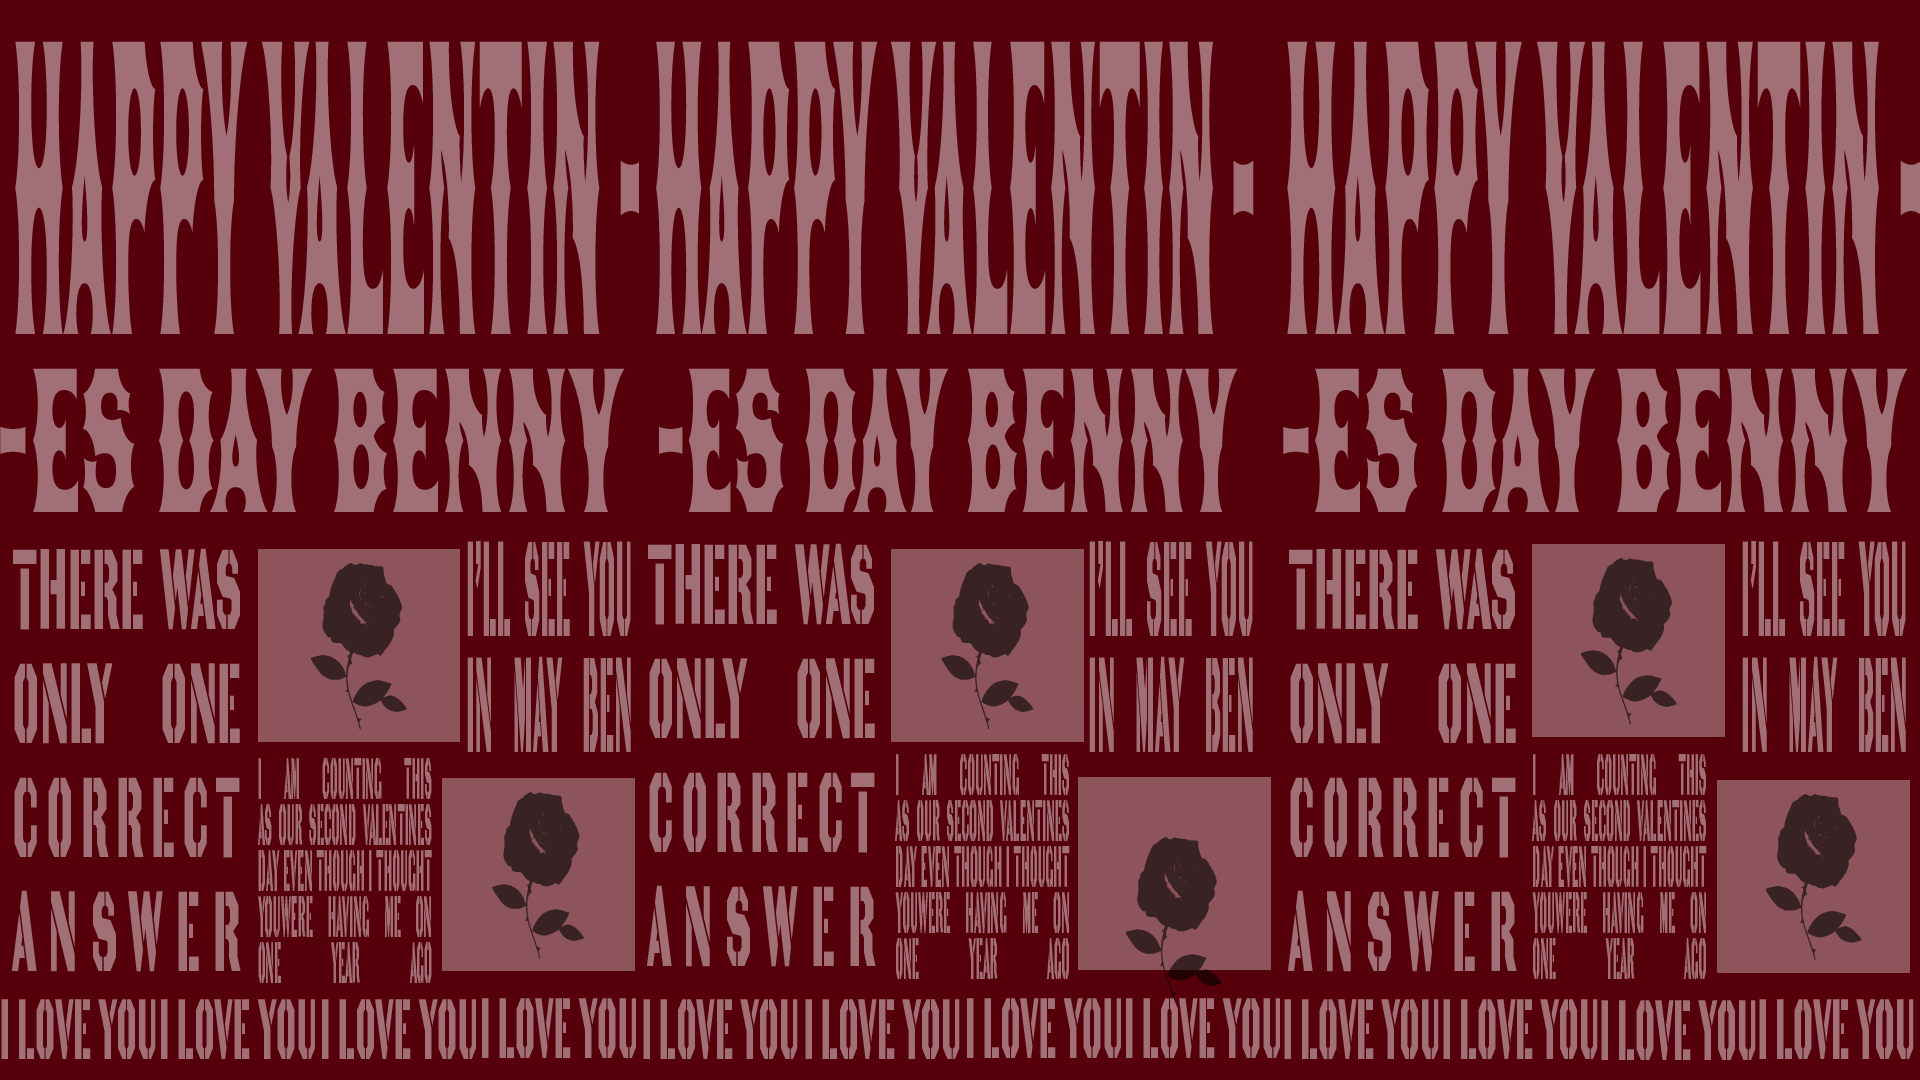 HAPPY VALENTIN - HAPPY VALENTIN - HAPPY VALENTIN -
-ES DAY BENNY -ES DAY BENNY -ES DAY BENNY
THERE WAS
ONLY ONE
CORRECT
ANSWER
I'LL SEE YOU
IN MAY BEN
I AM COUNTING THIS
AS OUR SECOND VALENTINES
DAY EVEN THOUGH I THOUGHT
YOUWERE HAVING ME ON
ONE YEAR AGO
THERE WAS
ONLY ONE
CORRECT
ANSWER
I'LL SEE YOU
IN MAY BEN
I AM COUNTING THIS
AS OUR SECOND VALENTINES
DAY EVEN THOUGH I THOUGHT
YOUWERE HAVING ME ON
ONE YEAR AGO
THERE WAS
ONLY ONE
CORRECT
ANSWER
I'LL SEE YOU
IN MAY BEN
I AM COUNTING THIS
AS OUR SECOND VALENTINES
DAY EVEN THOUGH I THOUGHT
YOUWERE HAVING ME ON
ONE YEAR AGO
I LOVE YOU I LOVE YOU I LOVE YOU I LOVE YOU I LOVE YOU I LOVE YOU I LOVE YOU I LOVE YOU I LOVE YOU I LOVE YOU I LOVE YOU I LOVE YOU